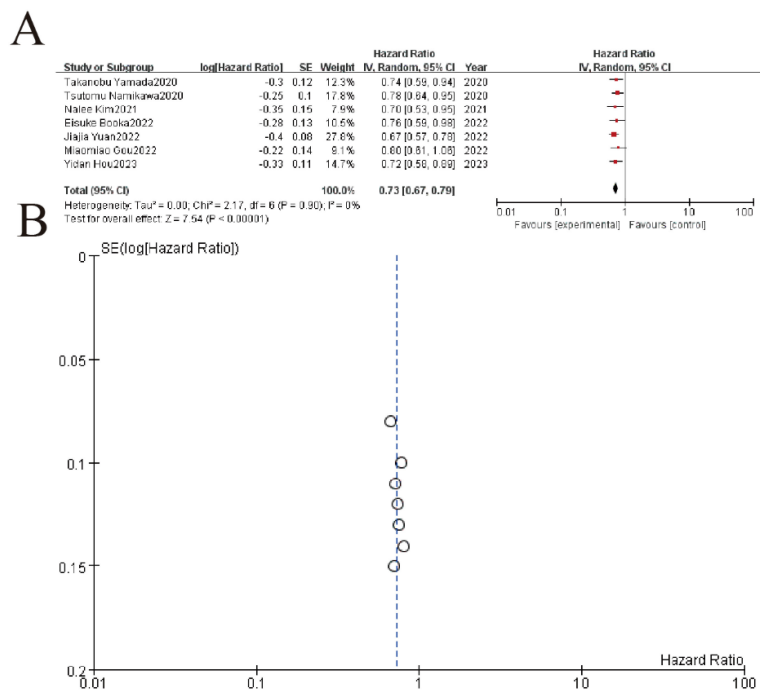 A
Hazard Ratio Hazard Ratio
Study or Subgroup log[Hazard Ratio] SE Weight IV, Random, 95% CI Year IV, Random, 95% CI
Takanobu Yamada2020 -0.3 0.12 12.3% 0.74 [0.59, 0.94] 2020
Tsutomu Namikawa2020 -0.25 0.1 17.8% 0.78 [0.64, 0.95] 2020
Nalee Kim2021 -0.35 0.15 7.9% 0.70 [0.53, 0.95] 2021
Eisuke Booka2022 -0.28 0.13 10.5% 0.76 [0.59, 0.98] 2022
Jiajia Yuan2022 -0.4 0.08 27.8% 0.67 [0.57, 0.78] 2022
Miaomiao Gou2022 -0.22 0.14 9.1% 0.80 [0.61, 1.06] 2022
Yidan Hou2023 -0.33 0.11 14.7% 0.72 [0.58, 0.89] 2023
Total (95% CI) 100.0% 0.73 [0.67, 0.79]
Heterogeneity: Tau² = 0.00; Chi² = 2.17, df = 6 (P = 0.90); I² = 0%
Test for overall effect: Z = 7.54 (P < 0.00001)
0.01 0.1 1 10 100
Favours [experimental] Favours [control]
B
SE(log[Hazard Ratio])
0
0.05
0.1
0.15
0.2
Hazard Ratio
0.01 0.1 1 10 100